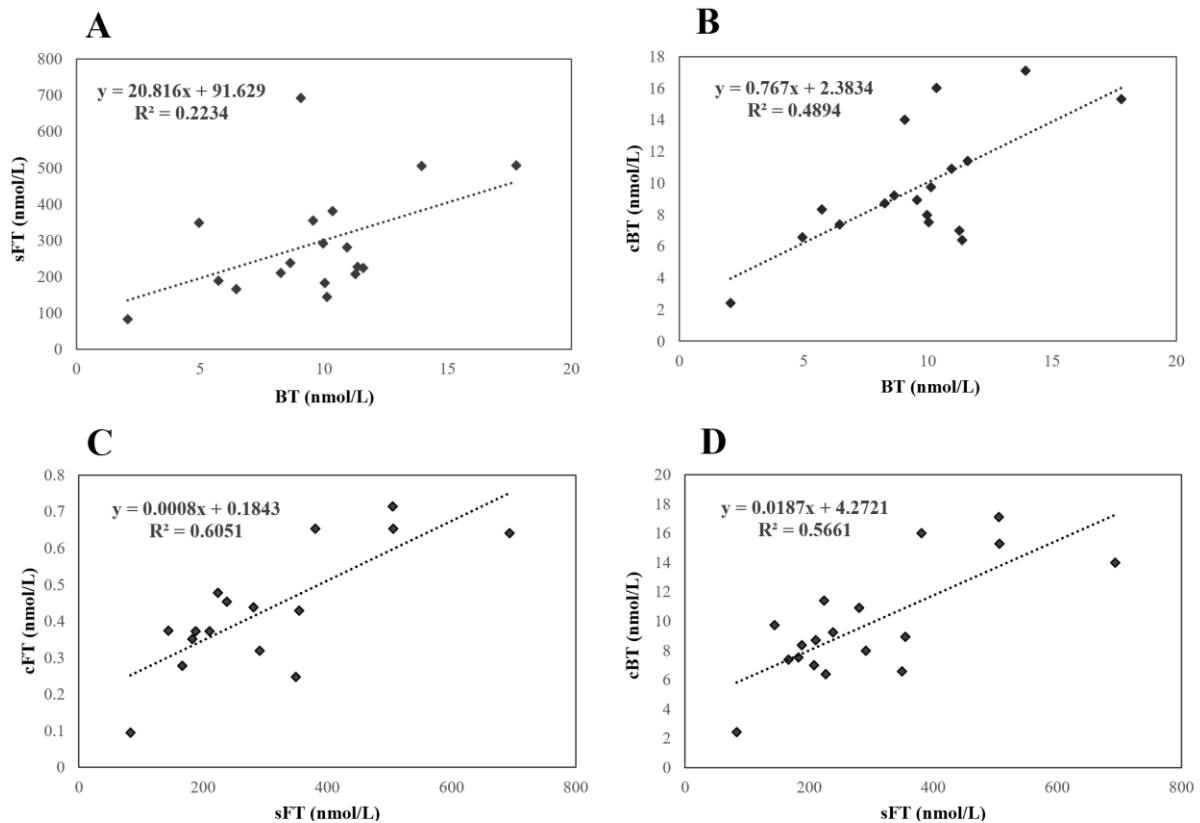 A
800
700
600
500
400
300
200
100
0
y = 20.816x + 91.629
R² = 0.2234
sFT (nmol/L)
0 5 10 15 20
BT (nmol/L)
B
18
16
14
12
10
8
6
4
2
0
y = 0.767x + 2.3834
R² = 0.4894
cBT (nmol/L)
0 5 10 15 20
BT (nmol/L)
C
0.8
0.7
0.6
0.5
0.4
0.3
0.2
0.1
0
y = 0.0008x + 0.1843
R² = 0.6051
cFT (nmol/L)
0 200 400 600 800
sFT (nmol/L)
D
20
18
16
14
12
10
8
6
4
2
0
y = 0.0187x + 4.2721
R² = 0.5661
cBT (nmol/L)
0 200 400 600 800
sFT (nmol/L)